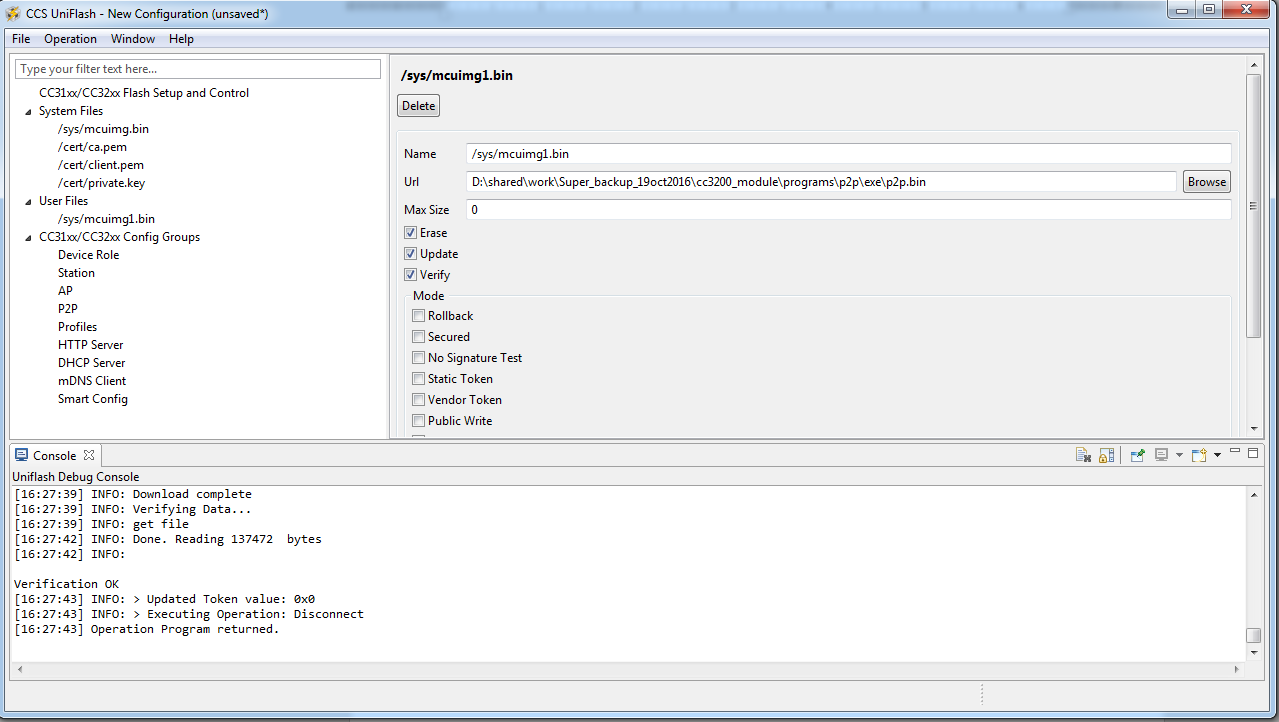 CCS UniFlash - New Configuration (unsaved*)
File Operation Window Help
Type your filter text here...
CC31xx/CC32xx Flash Setup and Control
System Files
/sys/mcuimg.bin
/cert/ca.pem
/cert/client.pem
/cert/private.key
User Files
/sys/mcuimg1.bin
CC31xx/CC32xx Config Groups
Device Role
Station
AP
P2P
Profiles
HTTP Server
DHCP Server
mDNS Client
Smart Config
/sys/mcuimg1.bin
Delete
Name /sys/mcuimg1.bin
Url D:\shared\work\Super_backup_19oct2016\cc3200_module\programs\p2p\exe\p2p.bin Browse
Max Size 0
Erase
Update
Verify
Mode
Rollback
Secured
No Signature Test
Static Token
Vendor Token
Public Write
Console
Uniflash Debug Console
[16:27:39] INFO: Download complete
[16:27:39] INFO: Verifying Data...
[16:27:39] INFO: get file
[16:27:42] INFO: Done. Reading 137472  bytes
[16:27:42] INFO:
Verification OK
[16:27:43] INFO: > Updated Token value: 0x0
[16:27:43] INFO: > Executing Operation: Disconnect
[16:27:43] Operation Program returned.